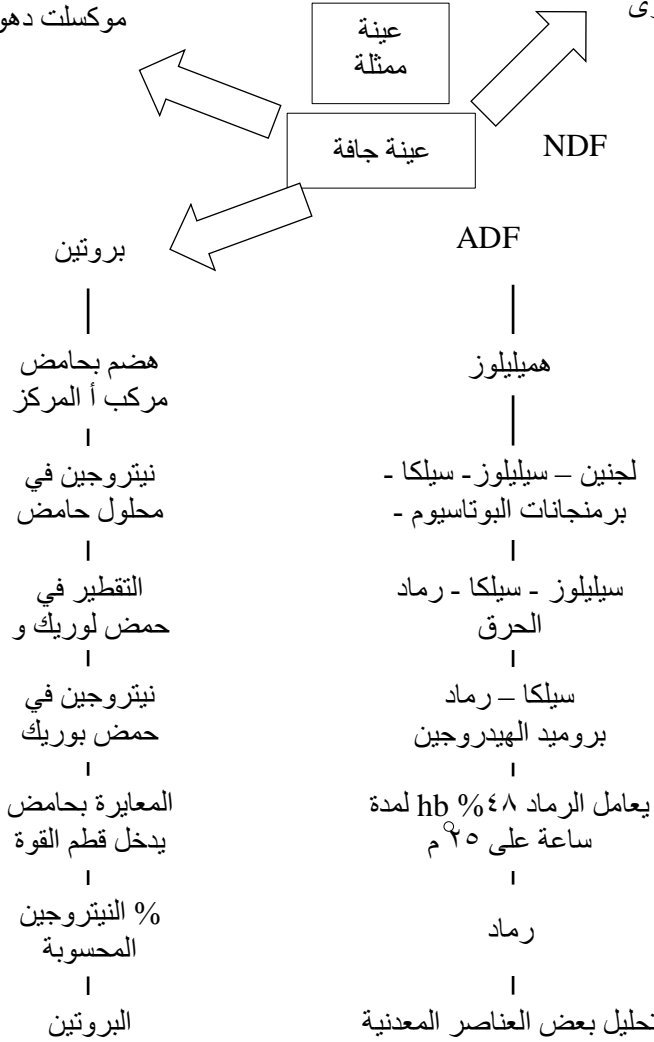 موكسلت دهو
عينة
ممثلة
عينة جافة
NDF
ADF
هميليلوز
لجنين – سيليلوز- سيلكا -
برمنجانات البوتاسيوم -
سيليلوز - سيلكا - رماد
الحرق
سيلكا – رماد
بروميد الهيدروجين
يعامل الرماد ٤٨% hb لمدة
ساعة على ٢٥ْ م
رماد
تحليل بعض العناصر المعدنية
بروتين
هضم بحامض
مركب أ المركز
نيتروجين في
محلول حامض
التقطير في
حمض لوريك و
نيتروجين في
حمض بوريك
المعايرة بحامض
يدخل قطم القوة
% النيتروجين
المحسوبة
البروتين